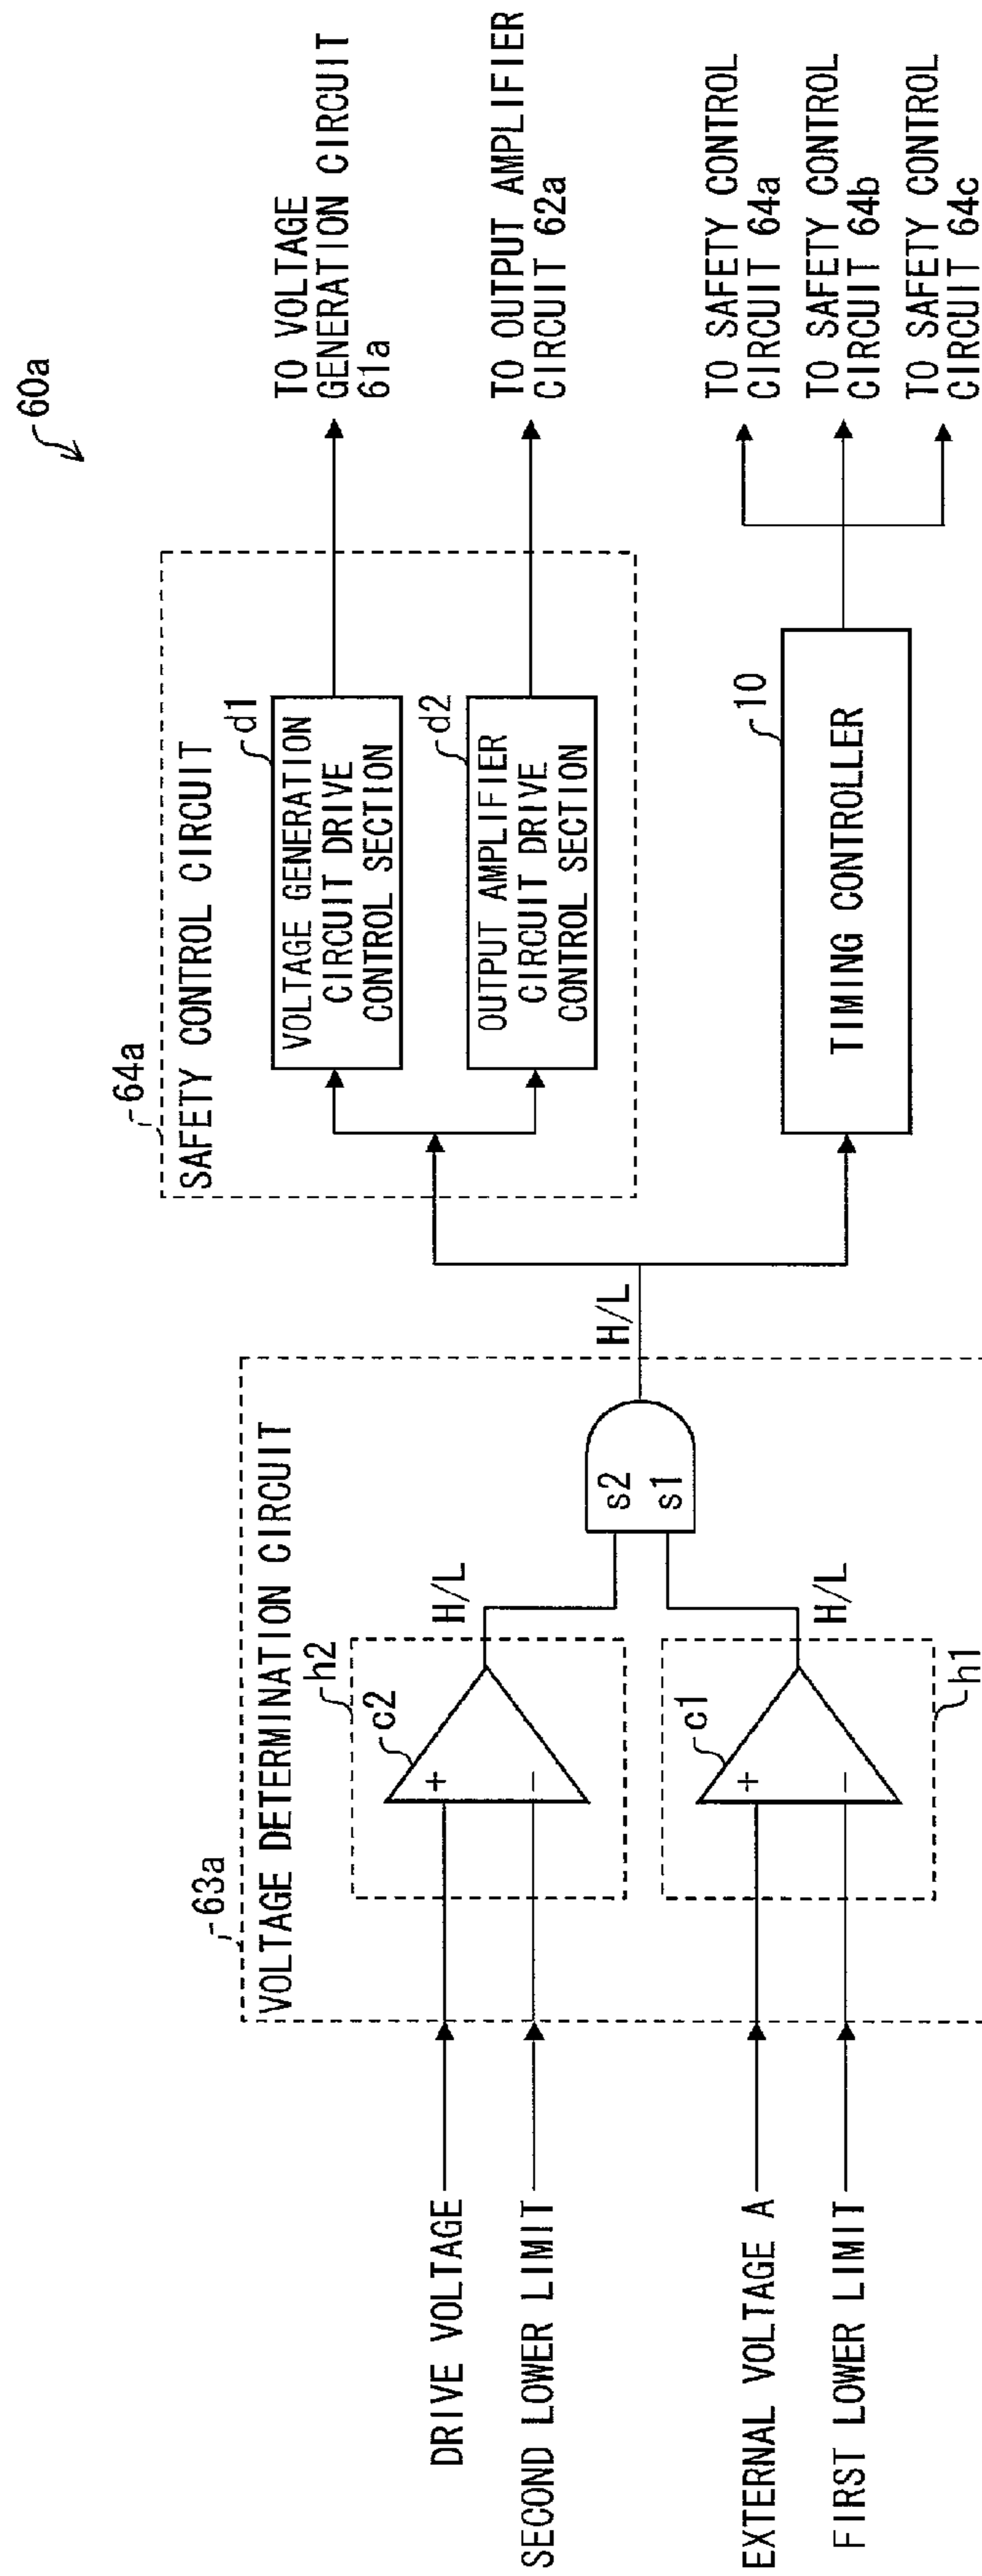 60a
DRIVE VOLTAGE
SECOND LOWER LIMIT
EXTERNAL VOLTAGE A
FIRST LOWER LIMIT
63a
VOLTAGE DETERMINATION CIRCUIT
h2
c2
+
−
H/L
c1
+
−
h1
H/L
s2
s1
H/L
64a
SAFETY CONTROL CIRCUIT
d1
VOLTAGE GENERATION
CIRCUIT DRIVE
CONTROL SECTION
d2
OUTPUT AMPLIFIER
CIRCUIT DRIVE
CONTROL SECTION
10
TIMING CONTROLLER
TO VOLTAGE
GENERATION CIRCUIT
61a
TO OUTPUT AMPLIFIER
CIRCUIT 62a
TO SAFETY CONTROL
CIRCUIT 64a
TO SAFETY CONTROL
CIRCUIT 64b
TO SAFETY CONTROL
CIRCUIT 64c